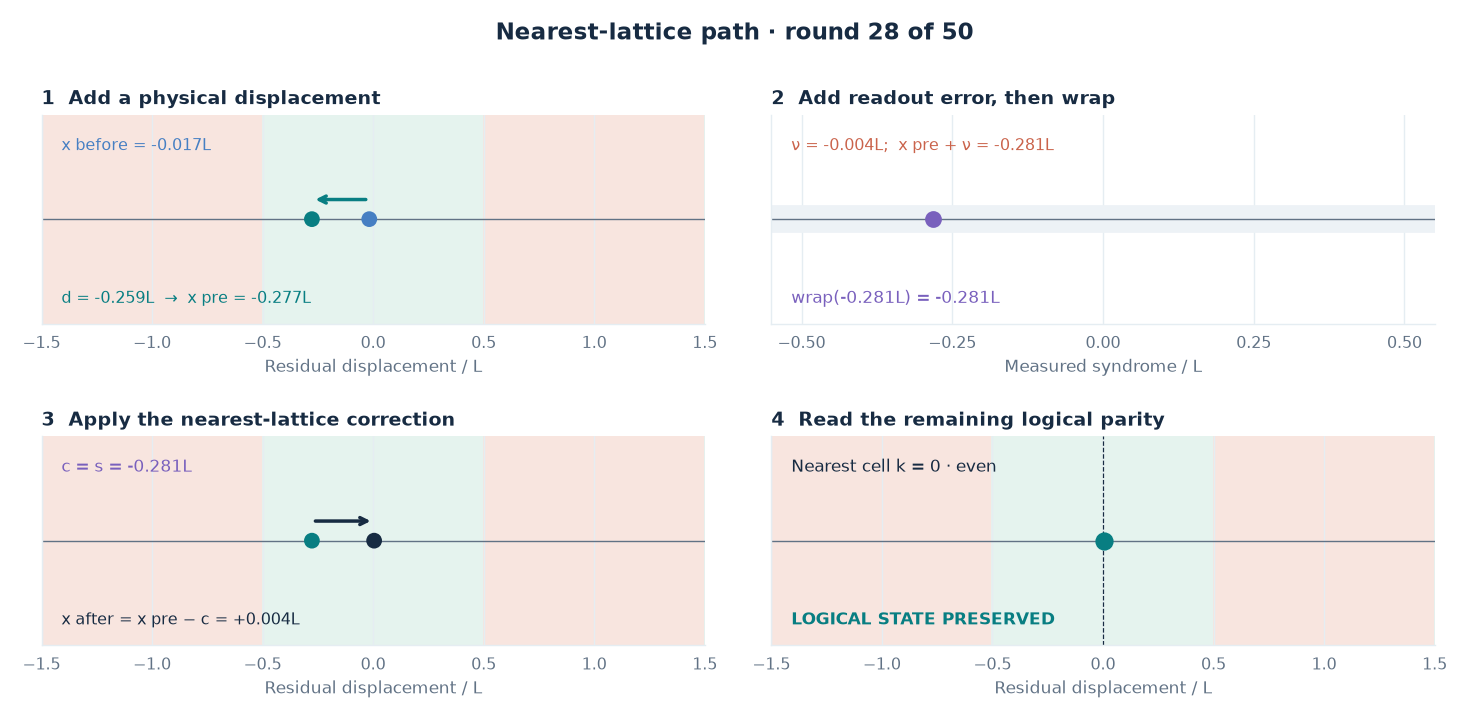 Nearest-lattice path · round 28 of 50
1 Add a physical displacement
x before = -0.017L
d = -0.259L → x pre = -0.277L
−1.5 −1.0 −0.5 0.0 0.5 1.0 1.5
Residual displacement / L
2 Add readout error, then wrap
ν = -0.004L; x pre + ν = -0.281L
wrap(-0.281L) = -0.281L
−0.50 −0.25 0.00 0.25 0.50
Measured syndrome / L
3 Apply the nearest-lattice correction
c = s = -0.281L
x after = x pre − c = +0.004L
−1.5 −1.0 −0.5 0.0 0.5 1.0 1.5
Residual displacement / L
4 Read the remaining logical parity
Nearest cell k = 0 · even
LOGICAL STATE PRESERVED
−1.5 −1.0 −0.5 0.0 0.5 1.0 1.5
Residual displacement / L